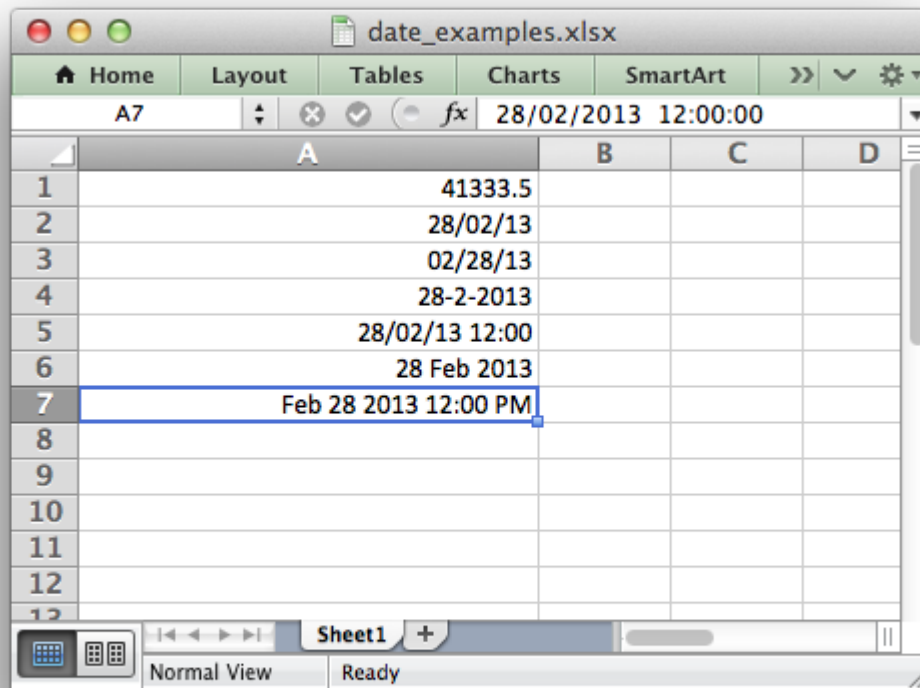 date_examples.xlsx
Home Layout Tables Charts SmartArt
A7 fx 28/02/2013 12:00:00
A B C D
1 41333.5
2 28/02/13
3 02/28/13
4 28-2-2013
5 28/02/13 12:00
6 28 Feb 2013
7 Feb 28 2013 12:00 PM
8
9
10
11
12
13
Sheet1
Normal View Ready